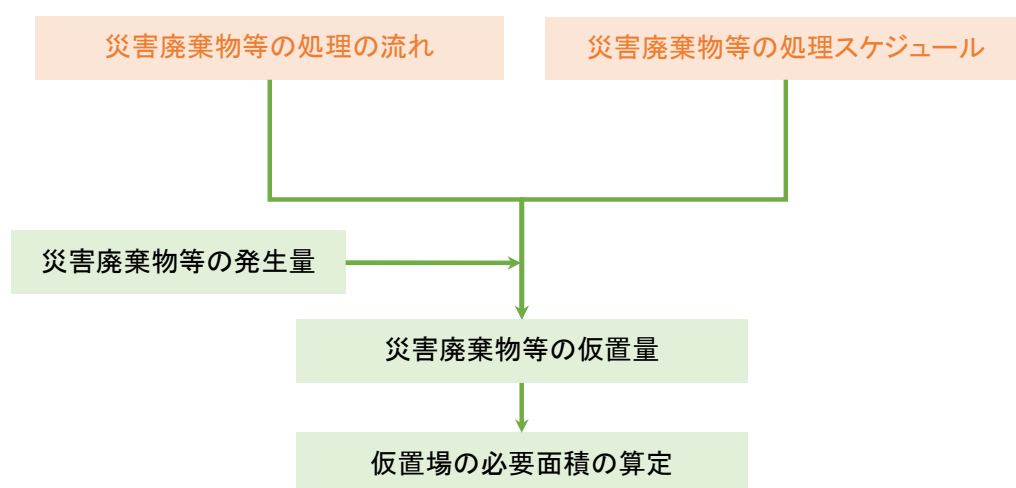 災害廃棄物等の処理の流れ
災害廃棄物等の処理スケジュール
災害廃棄物等の発生量
災害廃棄物等の仮置量
仮置場の必要面積の算定